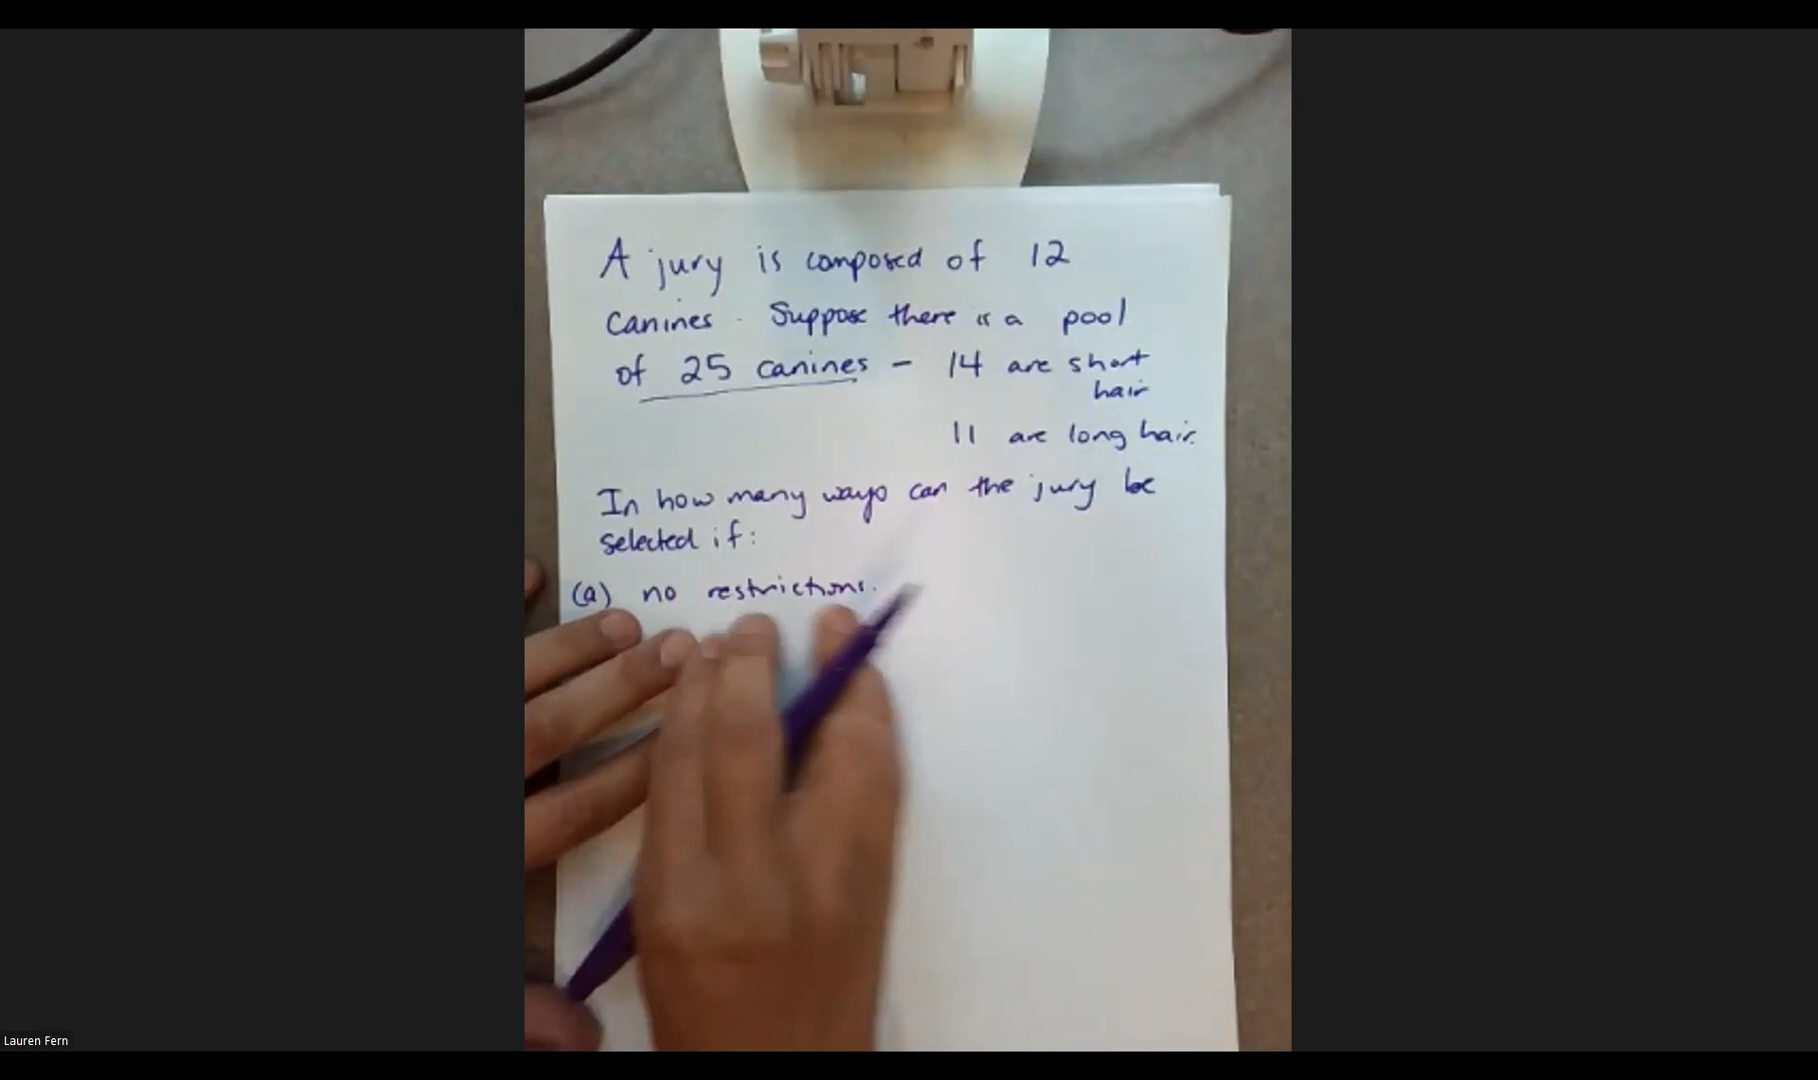 A jury is composed of 12
canines. Suppose there is a pool
of 25 canines - 14 are short
hair
11 are long hair.
In how many ways can the jury be
selected if:
(a) no restrictions.
Lauren Fern